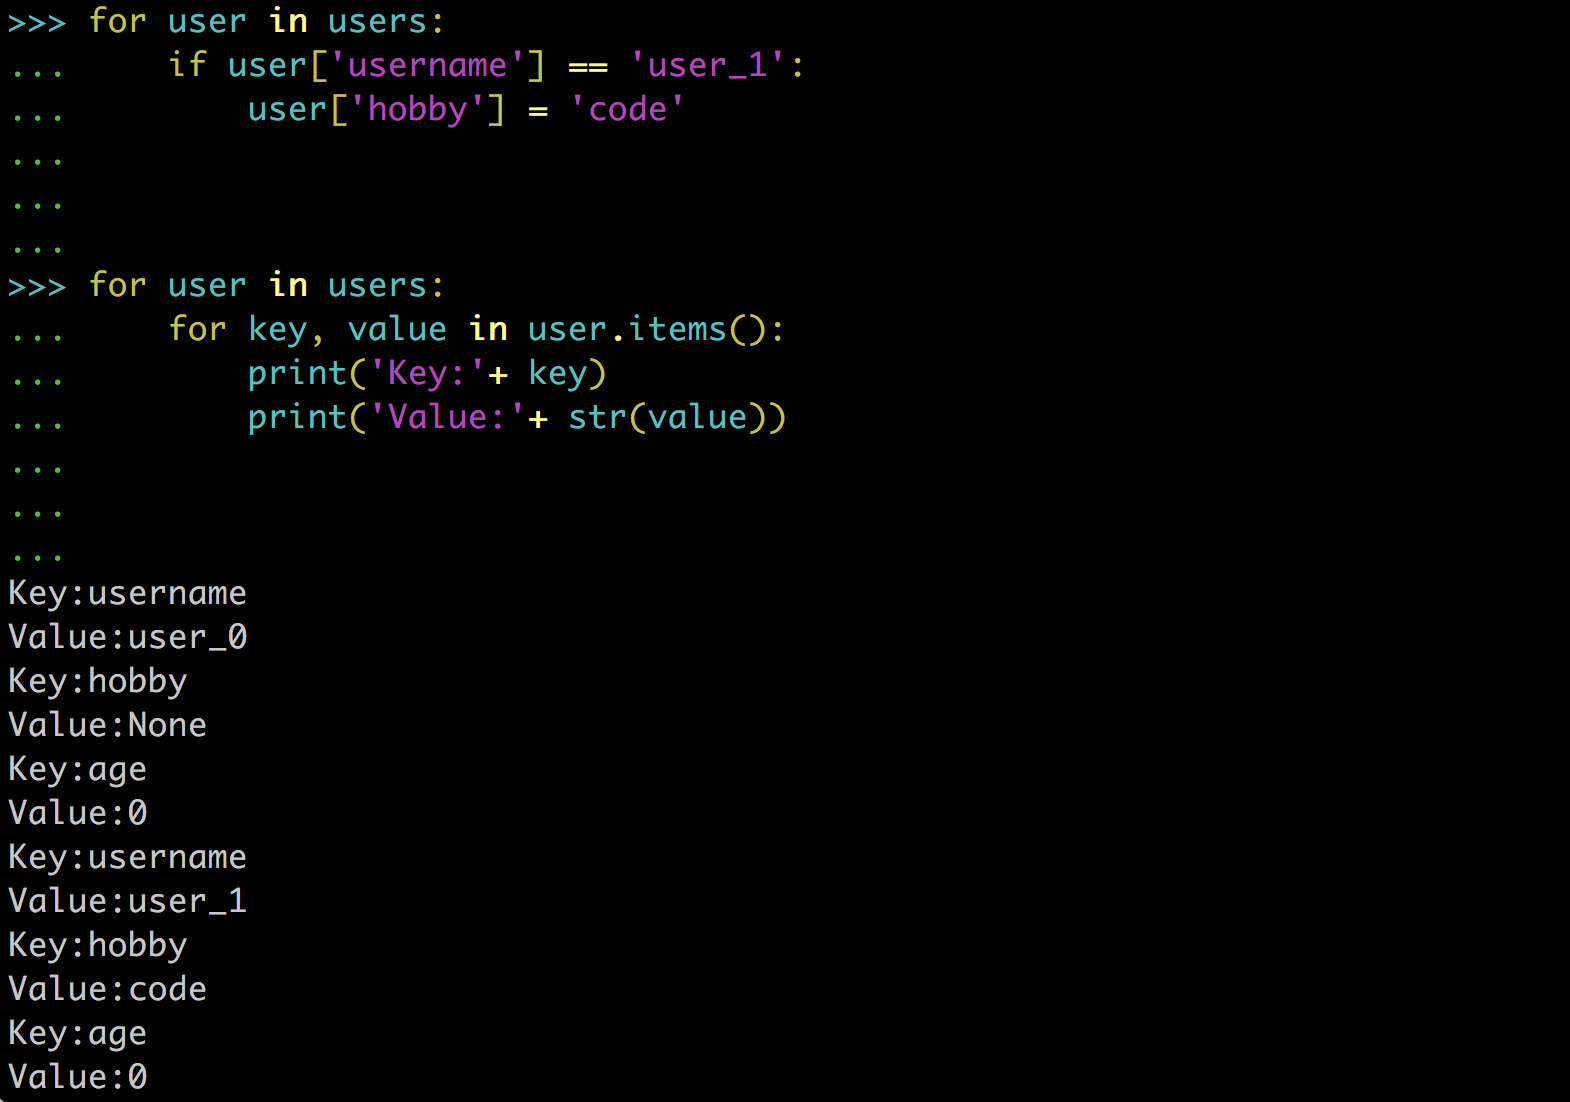 >>> for user in users:
...     if user['username'] == 'user_1':
...         user['hobby'] = 'code'
...
...
...
>>> for user in users:
...     for key, value in user.items():
...         print('Key:'+ key)
...         print('Value:'+ str(value))
...
...
...
Key:username
Value:user_0
Key:hobby
Value:None
Key:age
Value:0
Key:username
Value:user_1
Key:hobby
Value:code
Key:age
Value:0